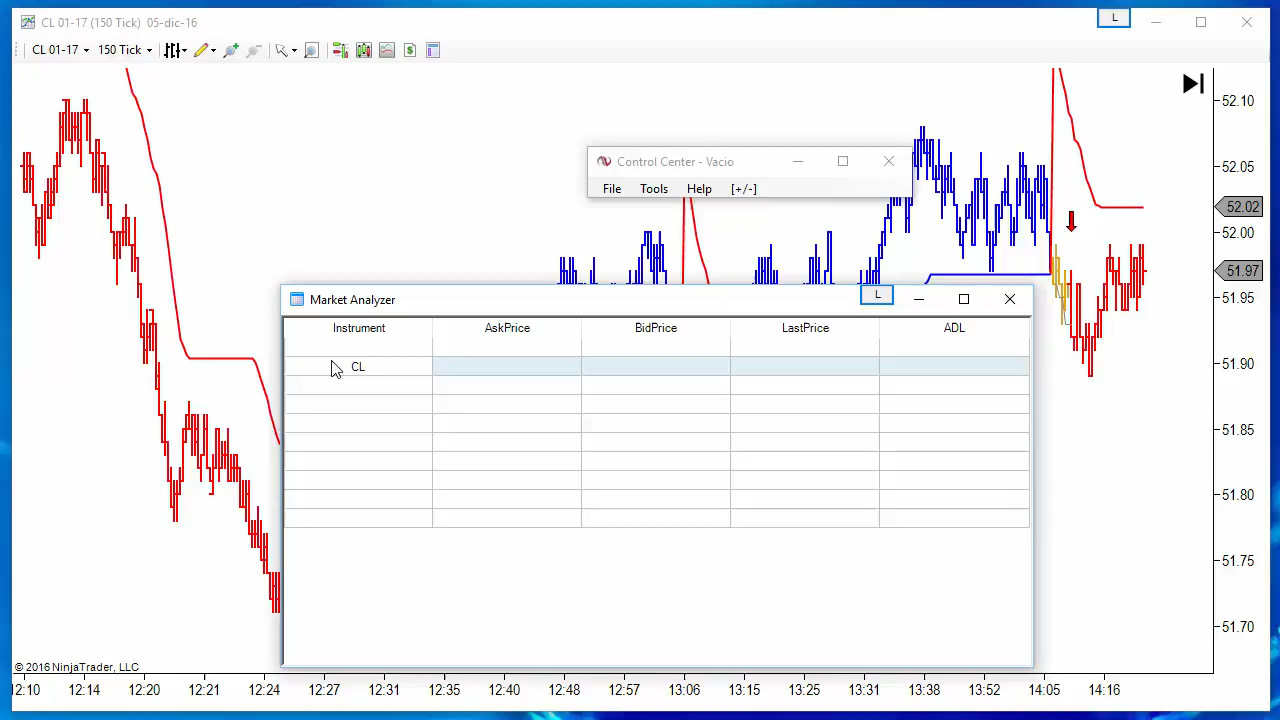 CL 01-17 (150 Tick) 05-dic-16
L
CL 01-17 150 Tick
52.10
Control Center - Vacio
52.05
File Tools Help [+/-]
52.02
52.00
51.97
Market Analyzer
L
51.95
Instrument AskPrice BidPrice LastPrice ADL
CL
51.90
51.85
51.80
51.75
51.70
© 2016 NinjaTrader, LLC
12:10 12:14 12:20 12:21 12:24 12:27 12:31 12:35 12:48 12:57 13:06 13:15 13:25 13:31 13:38 13:52 14:05 14:16